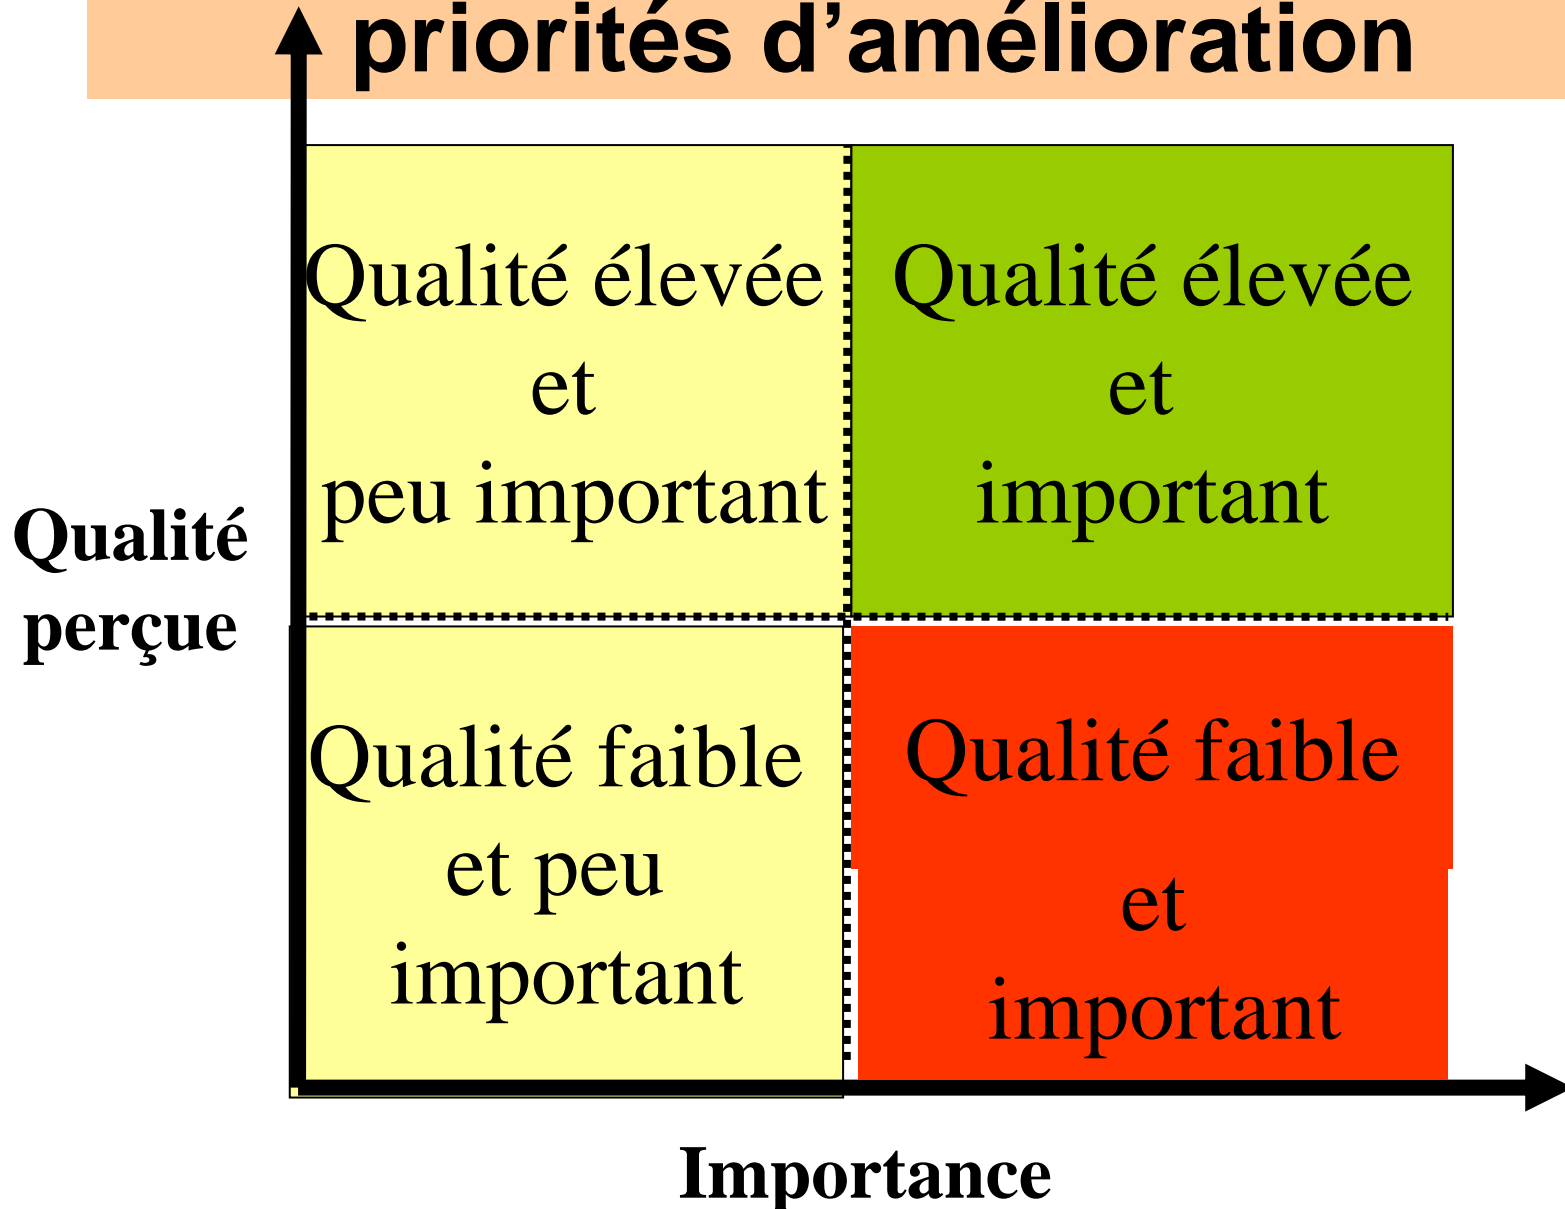 priorités d’amélioration
Qualité élevée
et
peu important
Qualité élevée
et
important
Qualité
perçue
Qualité faible
et peu
important
Qualité faible
et
important
Importance